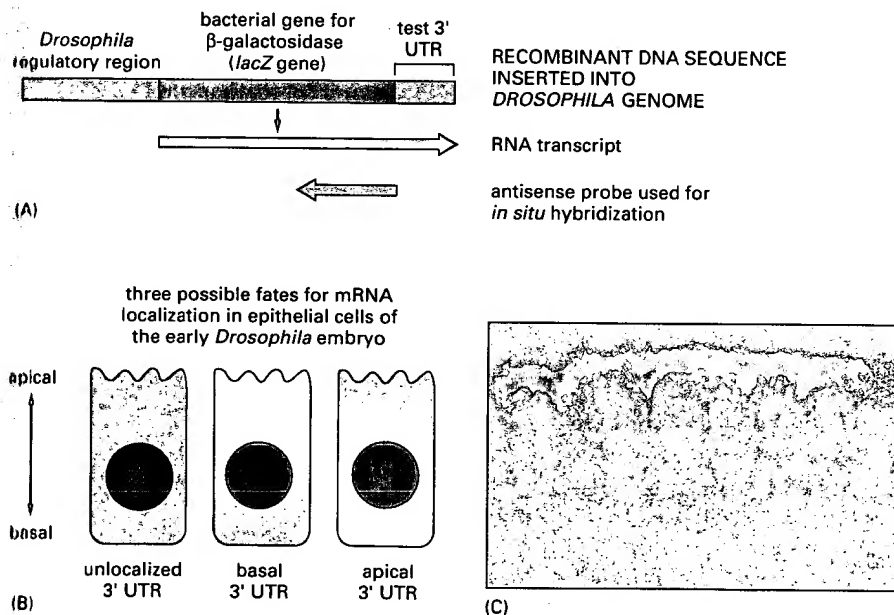 bacterial gene for
β-galactosidase
(lacZ gene)
Drosophila
regulatory region
test 3'
UTR
RECOMBINANT DNA SEQUENCE
INSERTED INTO
DROSOPHILA GENOME
RNA transcript
antisense probe used for
in situ hybridization
(A)
three possible fates for mRNA
localization in epithelial cells of
the early Drosophila embryo
apical
basal
unlocalized
3' UTR
basal
3' UTR
apical
3' UTR
(B)
(C)